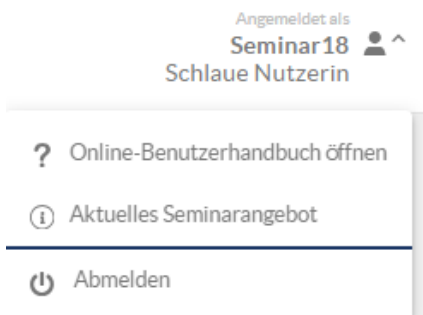 Angemeldet als
Seminar18
Schlaue Nutzerin
? Online-Benutzerhandbuch öffnen
i Aktuelles Seminarangebot
Abmelden